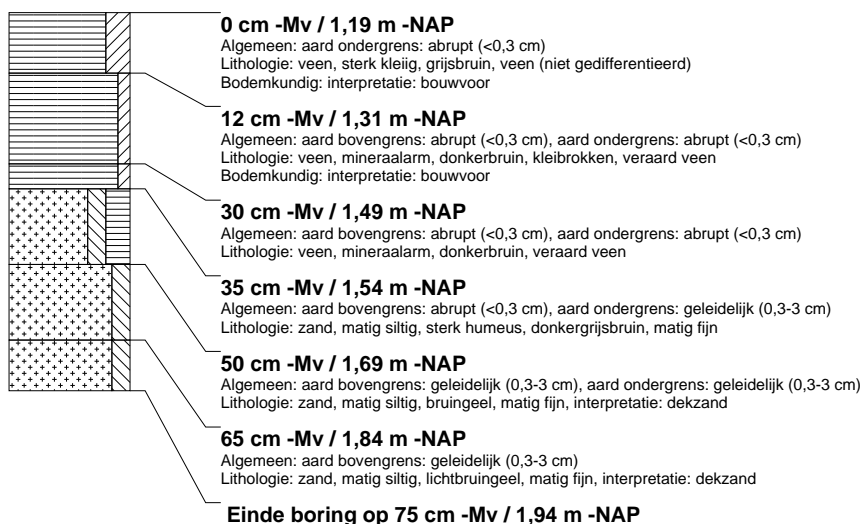 0 cm -Mv / 1,19 m -NAP
Algemeen: aard ondergrens: abrupt (<0,3 cm)
Lithologie: veen, sterk kleiig, grijsbruin, veen (niet gedifferentieerd)
Bodemkundig: interpretatie: bouwvoor
12 cm -Mv / 1,31 m -NAP
Algemeen: aard bovengrens: abrupt (<0,3 cm), aard ondergrens: abrupt (<0,3 cm)
Lithologie: veen, mineraalarm, donkerbruin, kleibrokken, veraard veen
Bodemkundig: interpretatie: bouwvoor
30 cm -Mv / 1,49 m -NAP
Algemeen: aard bovengrens: abrupt (<0,3 cm), aard ondergrens: abrupt (<0,3 cm)
Lithologie: veen, mineraalarm, donkerbruin, veraard veen
35 cm -Mv / 1,54 m -NAP
Algemeen: aard bovengrens: abrupt (<0,3 cm), aard ondergrens: geleidelijk (0,3-3 cm)
Lithologie: zand, matig siltig, sterk humeus, donkergrijsbruin, matig fijn
50 cm -Mv / 1,69 m -NAP
Algemeen: aard bovengrens: geleidelijk (0,3-3 cm), aard ondergrens: geleidelijk (0,3-3 cm)
Lithologie: zand, matig siltig, bruingeel, matig fijn, interpretatie: dekzand
65 cm -Mv / 1,84 m -NAP
Algemeen: aard bovengrens: geleidelijk (0,3-3 cm)
Lithologie: zand, matig siltig, lichtbruingeel, matig fijn, interpretatie: dekzand
Einde boring op 75 cm -Mv / 1,94 m -NAP